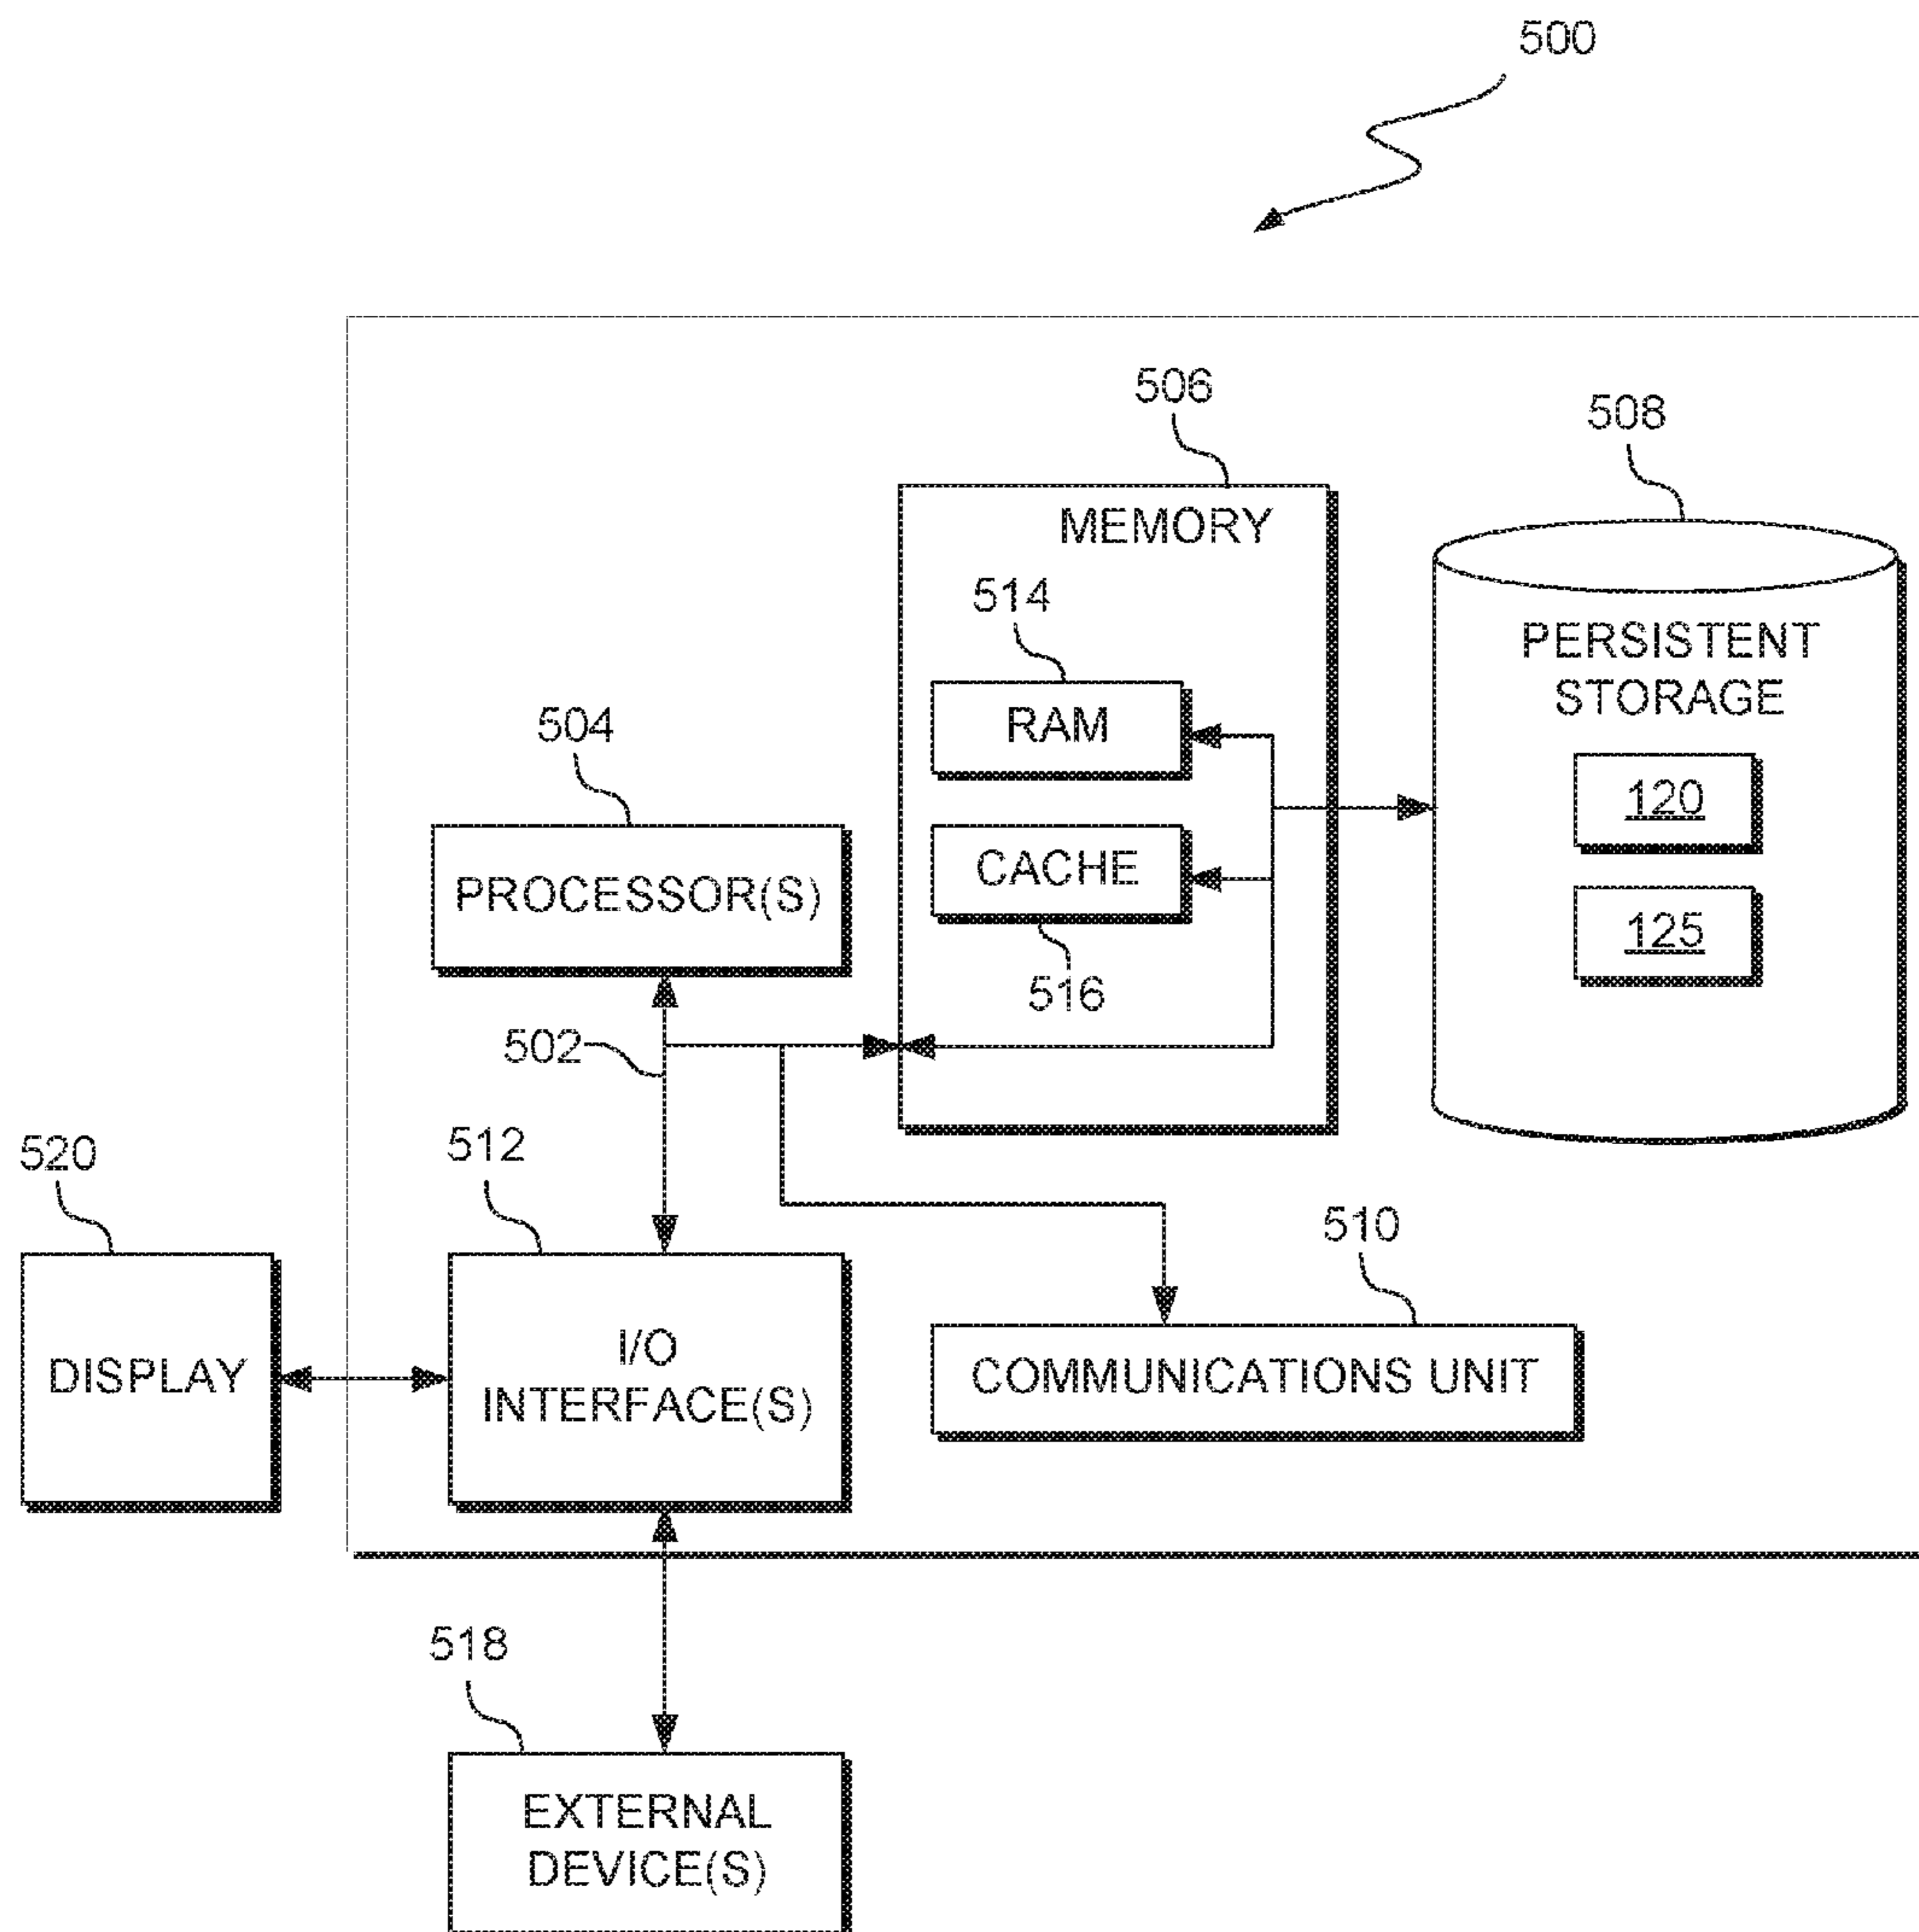 500
506
508
MEMORY
514
PERSISTENT
STORAGE
RAM
504
120
CACHE
PROCESSOR(S)
125
516
502
520
512
510
I/O
INTERFACE(S)
DISPLAY
COMMUNICATIONS UNIT
518
EXTERNAL
DEVICE(S)